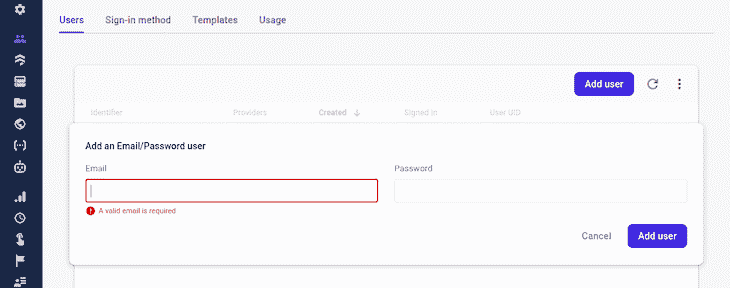 Users Sign-in method Templates Usage
Add user
Identifier Providers Created Signed In User UID
Add an Email/Password user
Email Password
A valid email is required
Cancel Add user